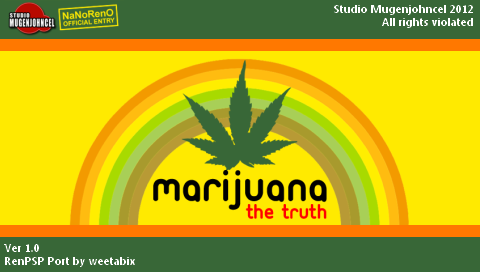 STUDIO
MUGENJOHNCEL
NaNoRenO
OFFICIAL ENTRY
Studio Mugenjohncel 2012
All rights violated
marijuana
the truth
Ver 1.0
RenPSP Port by weetabix